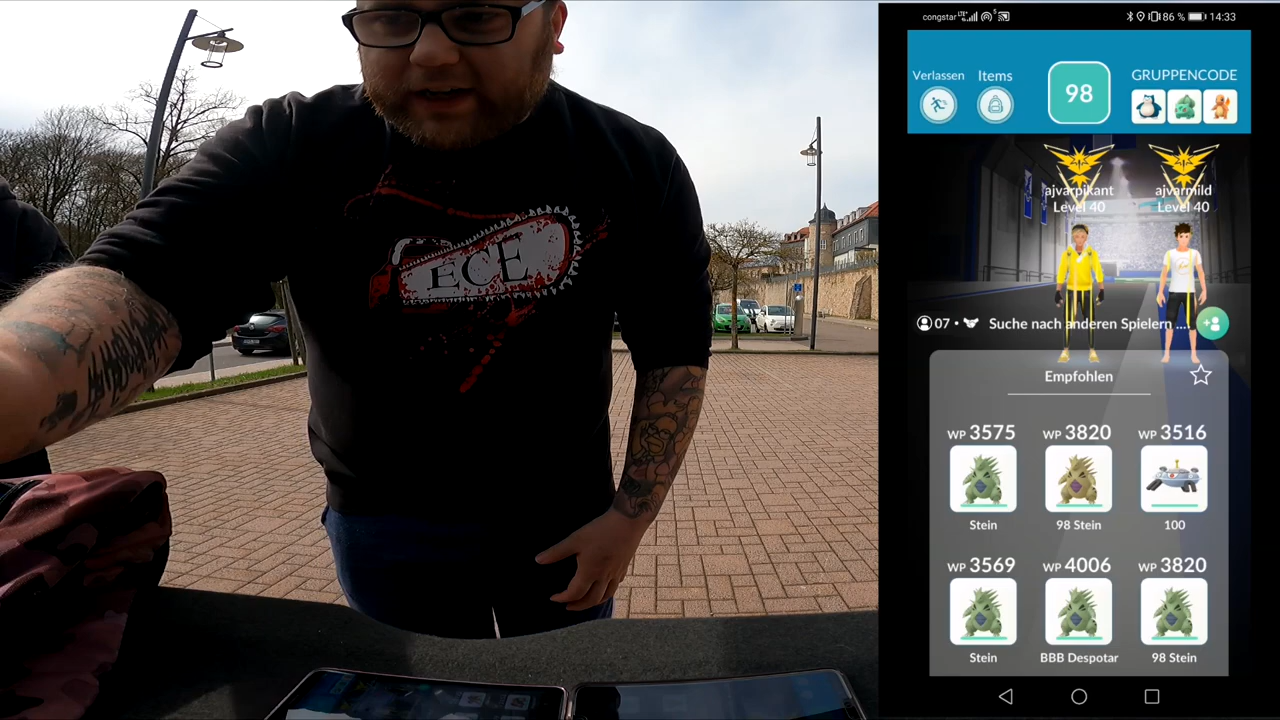 ECE
congstar LTE+ 5 86 % 14:33
Verlassen Items 98 GRUPPENCODE
ajvarpikant ajvarmild
Level 40 Level 40
07 • Suche nach anderen Spielern ....
Empfohlen
WP 3575 WP 3820 WP 3516
Stein 98 Stein 100
WP 3569 WP 4006 WP 3820
Stein BBB Despotar 98 Stein